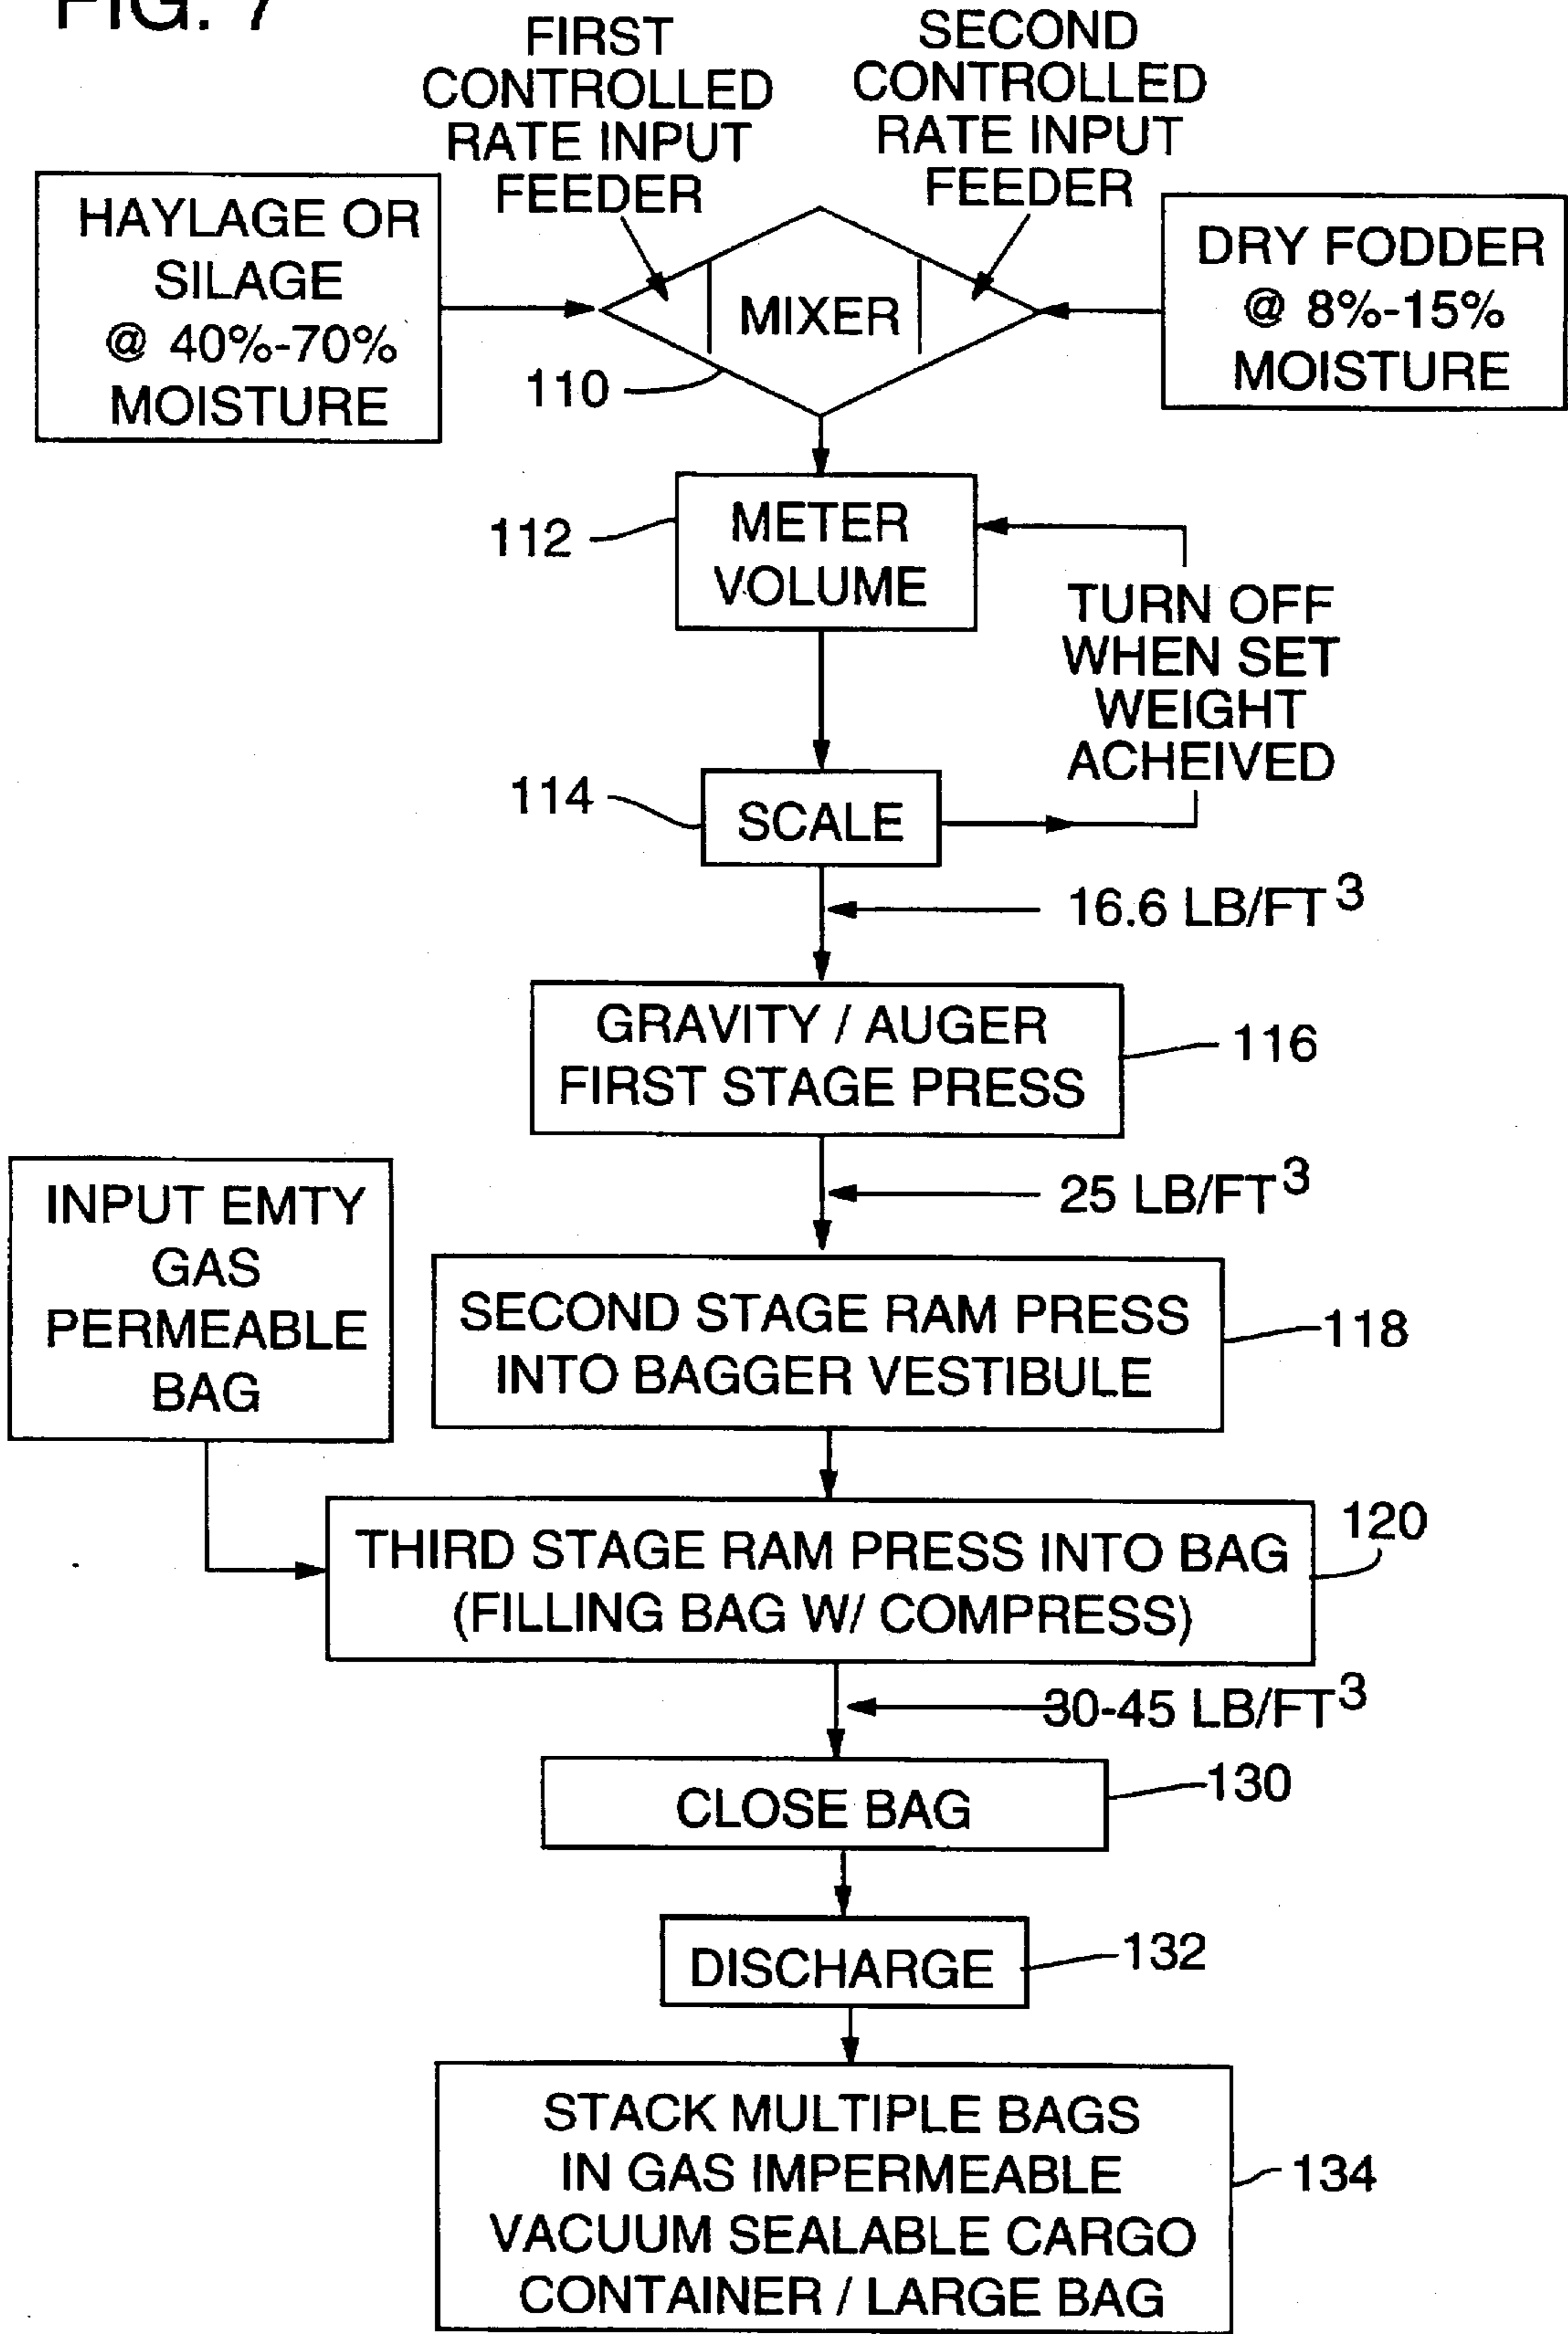 FIG. 7
FIRST
CONTROLLED
RATE INPUT
FEEDER
SECOND
CONTROLLED
RATE INPUT
FEEDER
HAYLAGE OR
SILAGE
@ 40%-70%
MOISTURE
MIXER
110
DRY FODDER
@ 8%-15%
MOISTURE
112
METER
VOLUME
TURN OFF
WHEN SET
WEIGHT
ACHEIVED
114
SCALE
16.6 LB/FT3
GRAVITY / AUGER
FIRST STAGE PRESS
116
25 LB/FT3
INPUT EMTY
GAS
PERMEABLE
BAG
SECOND STAGE RAM PRESS
INTO BAGGER VESTIBULE
118
THIRD STAGE RAM PRESS INTO BAG
(FILLING BAG W/ COMPRESS)
120
30-45 LB/FT3
CLOSE BAG
130
DISCHARGE
132
STACK MULTIPLE BAGS
IN GAS IMPERMEABLE
VACUUM SEALABLE CARGO
CONTAINER / LARGE BAG
134